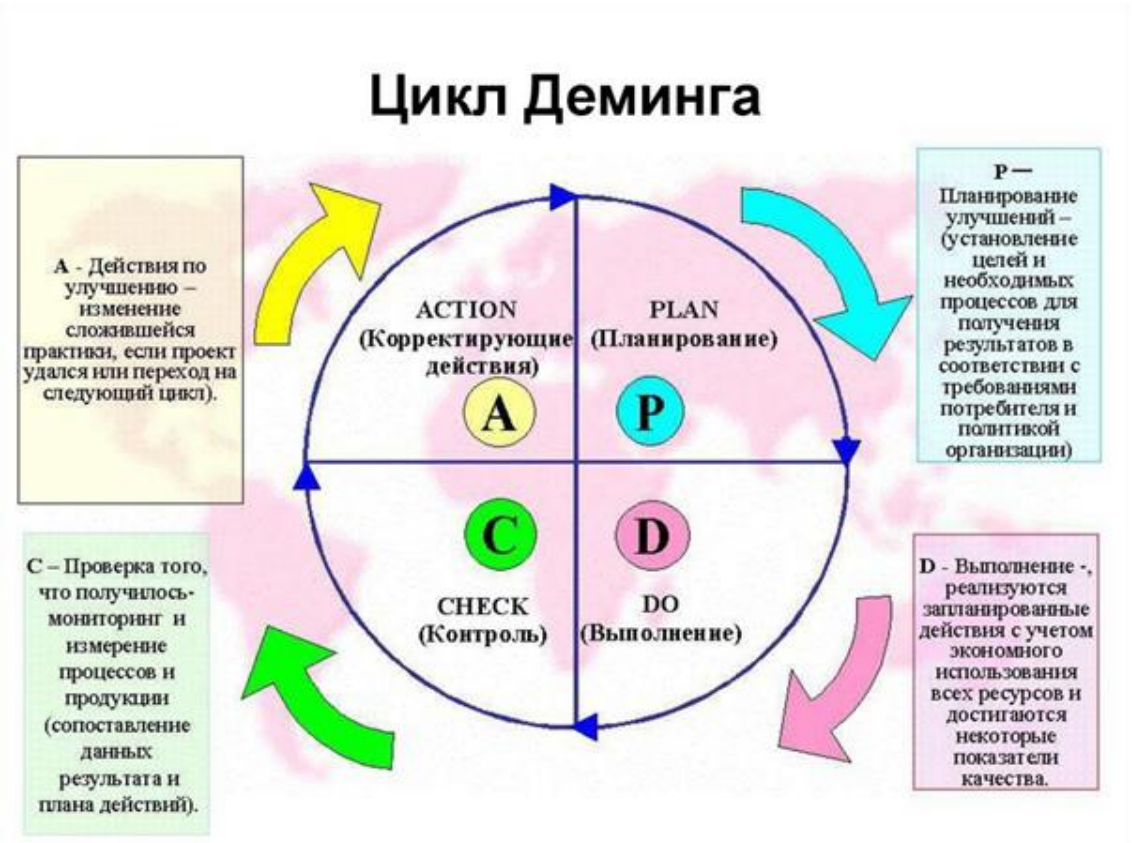 Цикл Деминга
А - Действия по
улучшению –
изменение
сложившейся
практики, если проект
удался или переход на
следующий цикл).
ACTION
(Корректирующие
действия)
A
PLAN
(Планирование)
P
P —
Планирование
улучшений –
(установление
целей и
необходимых
процессов для
получения
результатов в
соответствии с
требованиями
потребителя и
политикой
организации)
C – Проверка того,
что получилось-
мониторинг и
измерение
процессов и
продукции
(сопоставление
данных
результата и
плана действий).
C
CHECK
(Контроль)
D
DO
(Выполнение)
D - Выполнение -,
реализуются
запланированные
действия с учетом
экономного
использования
всех ресурсов и
достигаются
некоторые
показатели
качества.